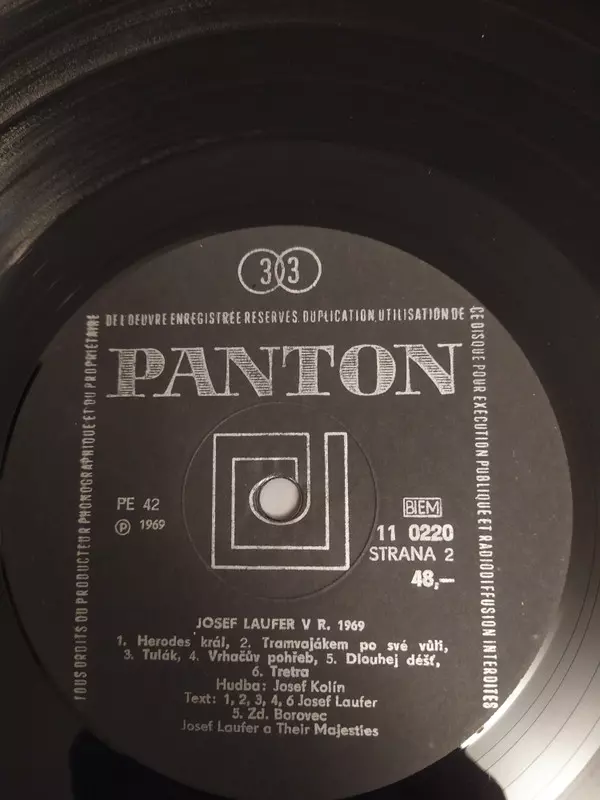 33
TOUS DROITS DU PRODUCTEUR PHONOGRAPHIQUE ET DU PROPRIÉTAIRE
DE L'OEUVRE ENREGISTRÉE RESERVES. DUPLICATION, UTILISATION DE
CE DISQUE POUR EXECUTION PUBLIQUE ET RADIODIFFUSION INTERDITES
PANTON
PE 42
Ⓟ 1969
BIEM
11 0220
STRANA 2
48,–
JOSEF LAUFER V R. 1969
1. Herodes král, 2. Tramvajákem po své vůli,
3. Tulák, 4. Vrhačův pohřeb, 5. Dlouhej déšť,
6. Tretra
Hudba: Josef Kolín
Text: 1, 2, 3, 4, 6 Josef Laufer
5. Zd. Borovec
Josef Laufer a Their Majesties